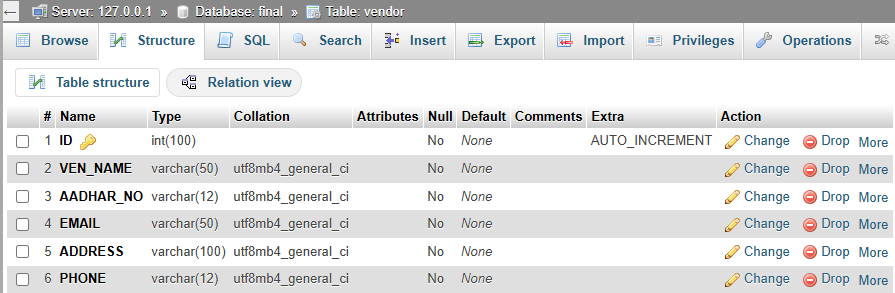 ← Server: 127.0.0.1 » Database: final » Table: vendor
Browse Structure SQL Search Insert Export Import Privileges Operations
Table structure Relation view
# Name Type Collation Attributes Null Default Comments Extra Action
1 ID int(100) No None AUTO_INCREMENT Change Drop More
2 VEN_NAME varchar(50) utf8mb4_general_ci No None Change Drop More
3 AADHAR_NO varchar(12) utf8mb4_general_ci No None Change Drop More
4 EMAIL varchar(50) utf8mb4_general_ci No None Change Drop More
5 ADDRESS varchar(100) utf8mb4_general_ci No None Change Drop More
6 PHONE varchar(12) utf8mb4_general_ci No None Change Drop More